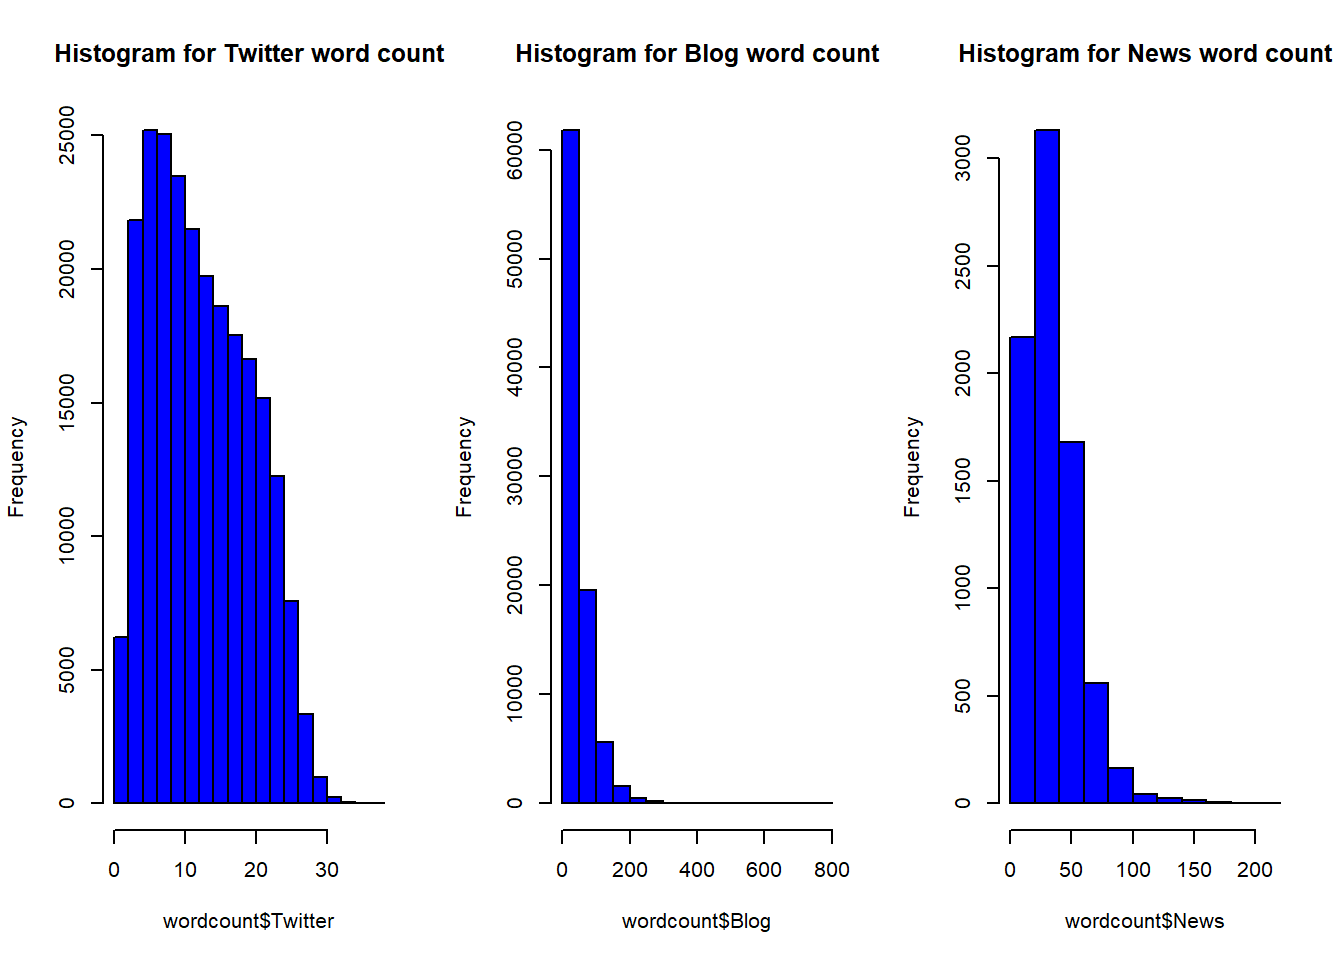 Histogram for Twitter word count
Frequency
25000
20000
15000
10000
5000
0
0 10 20 30
wordcount$Twitter
Histogram for Blog word count
Frequency
60000
50000
40000
30000
20000
10000
0
0 200 400 600 800
wordcount$Blog
Histogram for News word count
Frequency
3000
2500
2000
1500
1000
500
0
0 50 100 150 200
wordcount$News